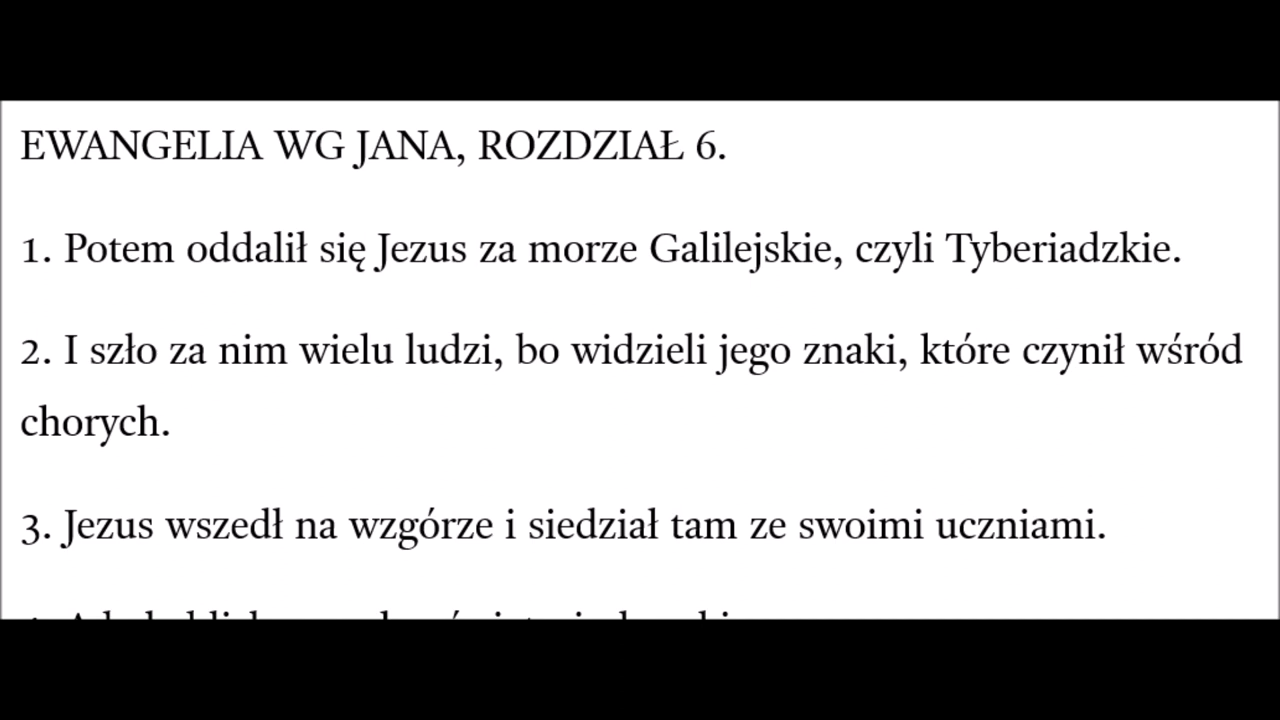 EWANGELIA WG JANA, ROZDZIAŁ 6.
1. Potem oddalił się Jezus za morze Galilejskie, czyli Tyberiadzkie.
2. I szło za nim wielu ludzi, bo widzieli jego znaki, które czynił wśród
chorych.
3. Jezus wszedł na wzgórze i siedział tam ze swoimi uczniami.